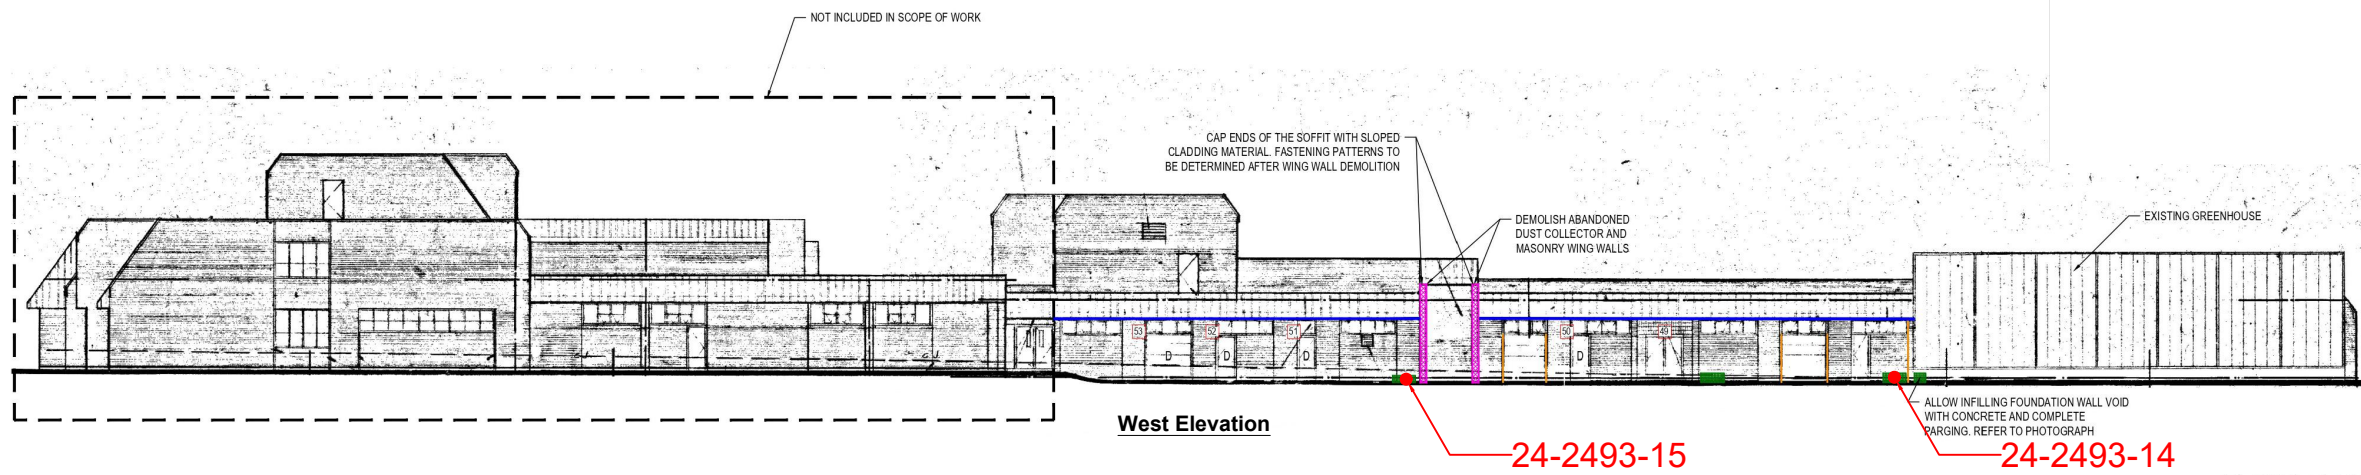 NOT INCLUDED IN SCOPE OF WORK
CAP ENDS OF THE SOFFIT WITH SLOPED
CLADDING MATERIAL. FASTENING PATTERNS TO
BE DETERMINED AFTER WING WALL DEMOLITION
DEMOLISH ABANDONED
DUST COLLECTOR AND
MASONRY WING WALLS
EXISTING GREENHOUSE
53
52
51
50
49
D
D
D
D
ALLOW INFILLING FOUNDATION WALL VOID
WITH CONCRETE AND COMPLETE
PARGING. REFER TO PHOTOGRAPH
West Elevation
24-2493-15
24-2493-14